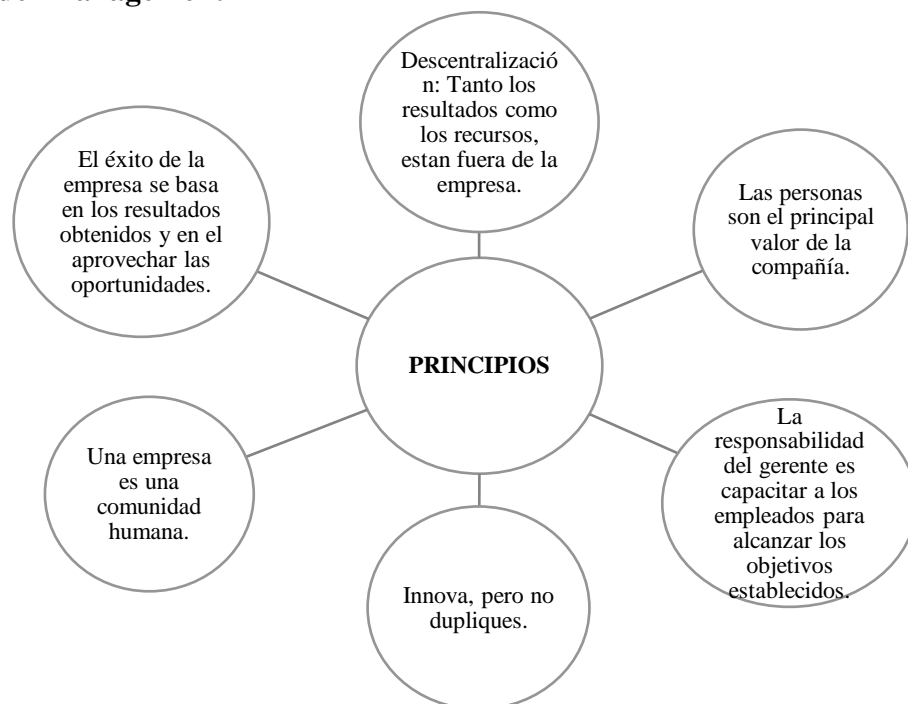 Descentralizació
n: Tanto los
resultados como
los recursos,
estan fuera de la
empresa.
El éxito de la
empresa se basa
en los resultados
obtenidos y en el
aprovechar las
oportunidades.
Las personas
son el principal
valor de la
compañía.
PRINCIPIOS
Una empresa
es una
comunidad
humana.
La
responsabilidad
del gerente es
capacitar a los
empleados para
alcanzar los
objetivos
establecidos.
Innova, pero no
dupliques.